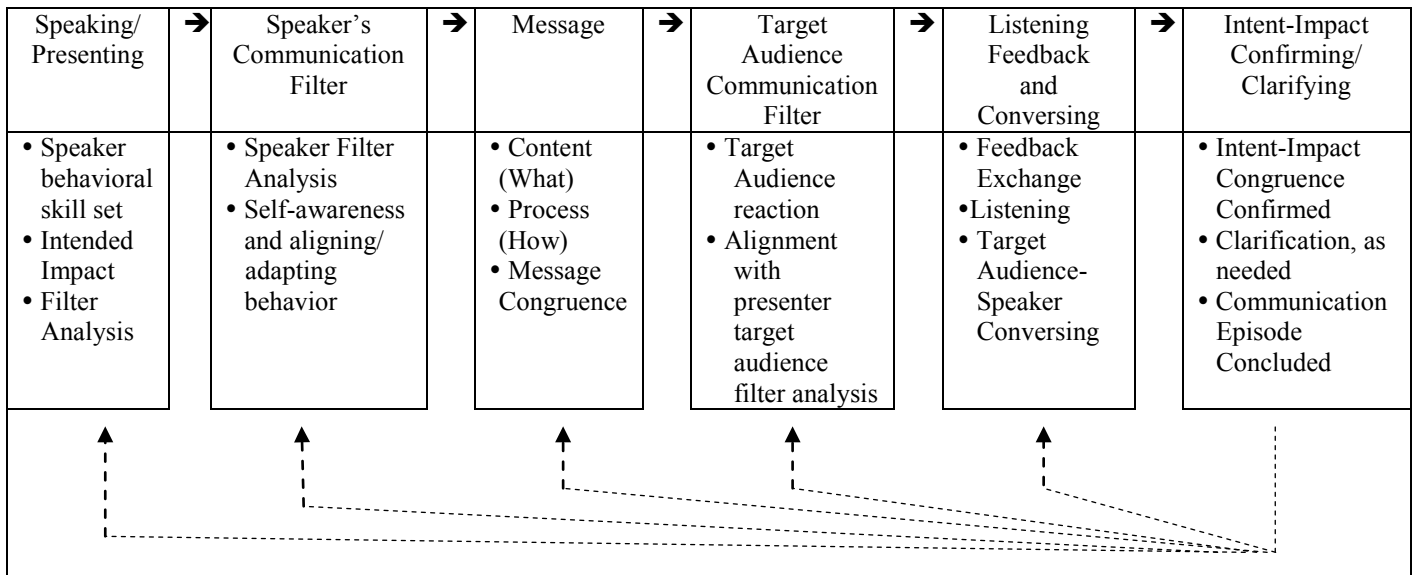 Speaking/
Presenting
➔
Speaker's
Communication
Filter
➔
Message
➔
Target
Audience
Communication
Filter
➔
Listening
Feedback
and
Conversing
➔
Intent-Impact
Confirming/
Clarifying
• Speaker
behavioral
skill set
• Intended
Impact
• Filter
Analysis
• Speaker Filter
Analysis
• Self-awareness
and aligning/
adapting
behavior
• Content
(What)
• Process
(How)
• Message
Congruence
• Target
Audience
reaction
• Alignment
with
presenter
target
audience
filter analysis
• Feedback
Exchange
•Listening
• Target
Audience-
Speaker
Conversing
• Intent-Impact
Congruence
Confirmed
• Clarification, as
needed
• Communication
Episode
Concluded